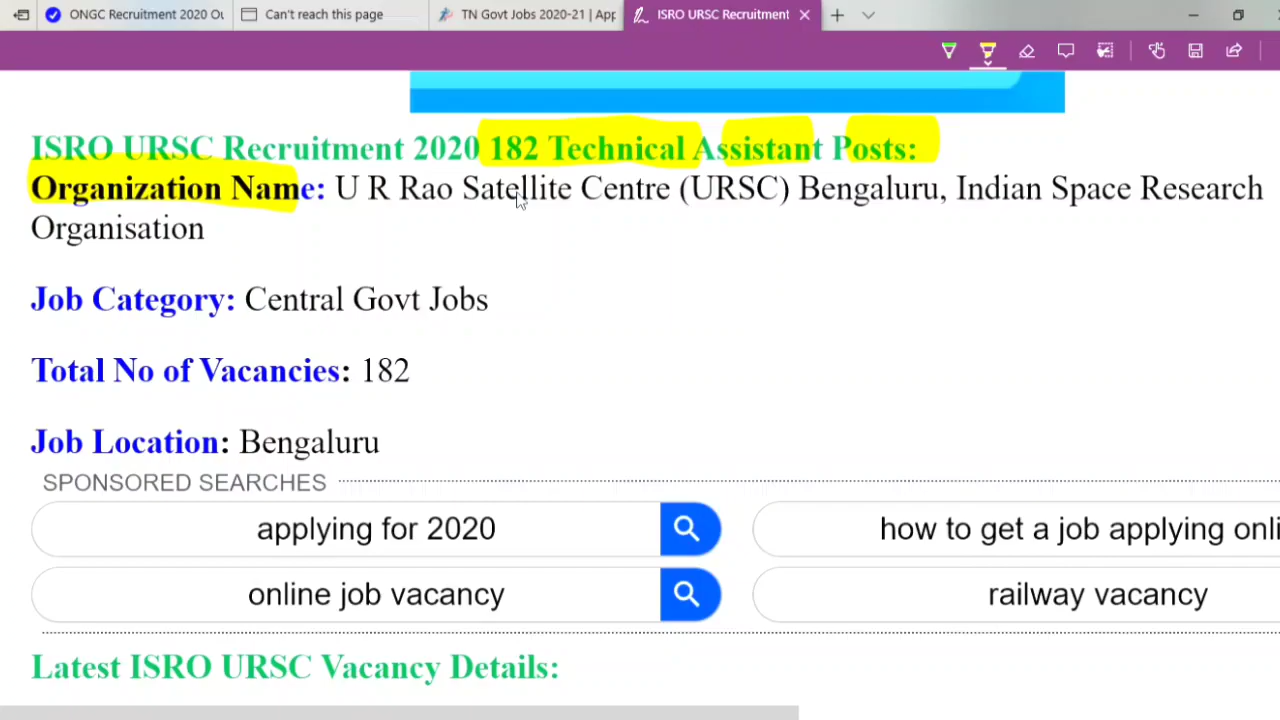 ONGC Recruitment 2020 Ou
Can't reach this page
TN Govt Jobs 2020-21 | App
ISRO URSC Recruitment
ISRO URSC Recruitment 2020 182 Technical Assistant Posts:
Organization Name: U R Rao Satellite Centre (URSC) Bengaluru, Indian Space Research
Organisation
Job Category: Central Govt Jobs
Total No of Vacancies: 182
Job Location: Bengaluru
SPONSORED SEARCHES
applying for 2020
how to get a job applying onli
online job vacancy
railway vacancy
Latest ISRO URSC Vacancy Details: